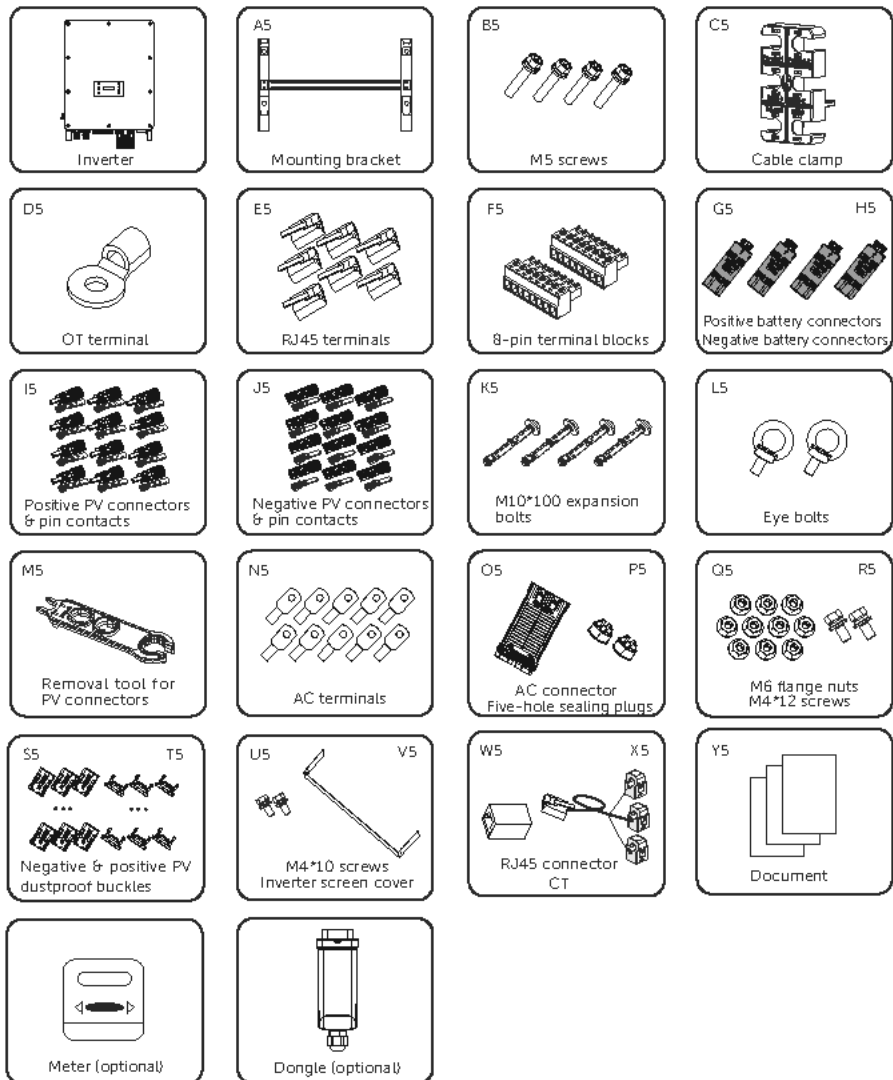 Inverter
A5
Mounting bracket
B5
M5 screws
C5
Cable clamp
D5
OT terminal
E5
RJ45 terminals
F5
8-pin terminal blocks
G5 H5
Positive battery connectors
Negative battery connectors
I5
Positive PV connectors
& pin contacts
J5
Negative PV connectors
& pin contacts
K5
M10*100 expansion
bolts
L5
Eye bolts
M5
Removal tool for
PV connectors
N5
AC terminals
O5 P5
AC connector
Five-hole sealing plugs
Q5 R5
M6 flange nuts
M4*12 screws
S5 T5
Negative & positive PV
dustproof buckles
U5 V5
M4*10 screws
Inverter screen cover
W5 X5
RJ45 connector
CT
Y5
Document
Meter (optional)
Dongle (optional)